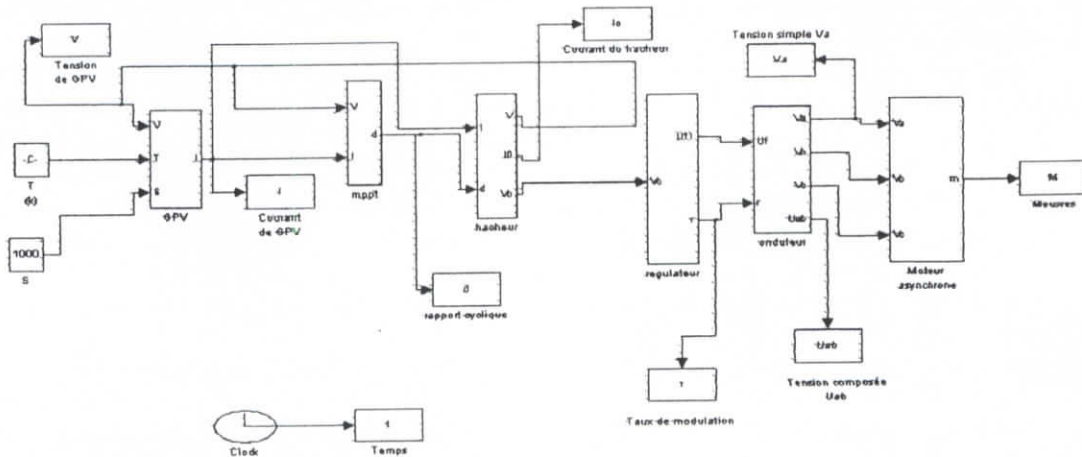 V
Tension
de GPV
Io
Courant du hacheur
Tension simple Va
Va
V
T
S
I
GPV
-C-
T
1000
S
I
Courant
de GPV
V
I
d
mppt
I
d
V
I0
Vo
hacheur
Vo
Uf
r
regulateur
Uf
r
Va
Vb
Vc
Uab
onduleur
Va
Vb
Vc
m
Moteur
asynchrone
M
Mesures
rapport cyclique
r
Taux de modulation
Uab
Tension composée
Uab
Clock
t
Temps